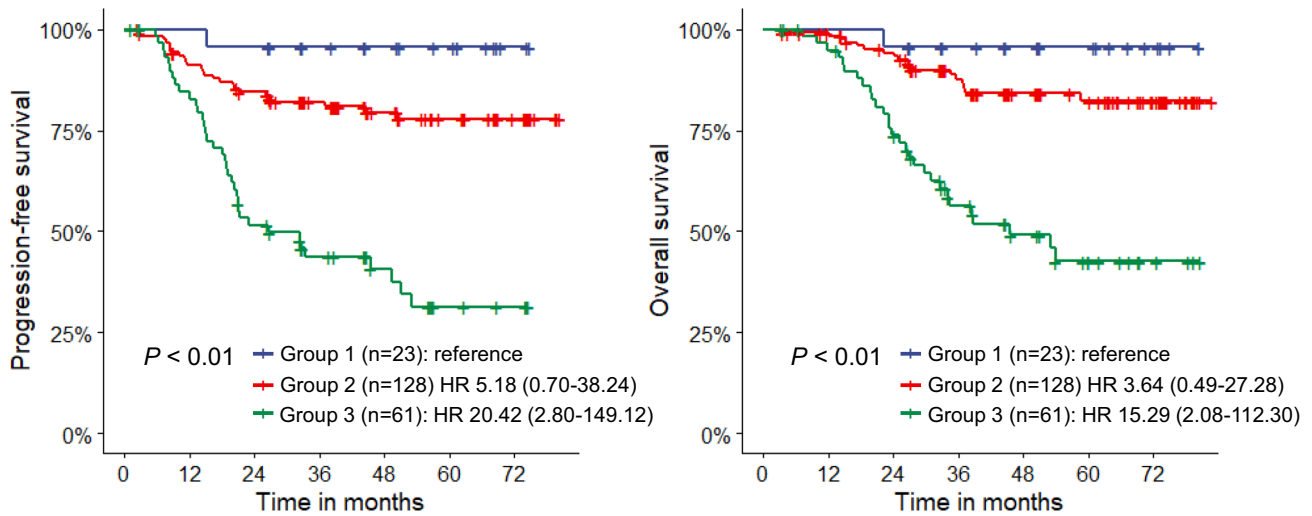 Progression-free survival
100%
75%
50%
25%
0%
P < 0.01
Group 1 (n=23): reference
Group 2 (n=128) HR 5.18 (0.70-38.24)
Group 3 (n=61): HR 20.42 (2.80-149.12)
0 12 24 36 48 60 72
Time in months
Overall survival
100%
75%
50%
25%
0%
P < 0.01
Group 1 (n=23): reference
Group 2 (n=128) HR 3.64 (0.49-27.28)
Group 3 (n=61): HR 15.29 (2.08-112.30)
0 12 24 36 48 60 72
Time in months